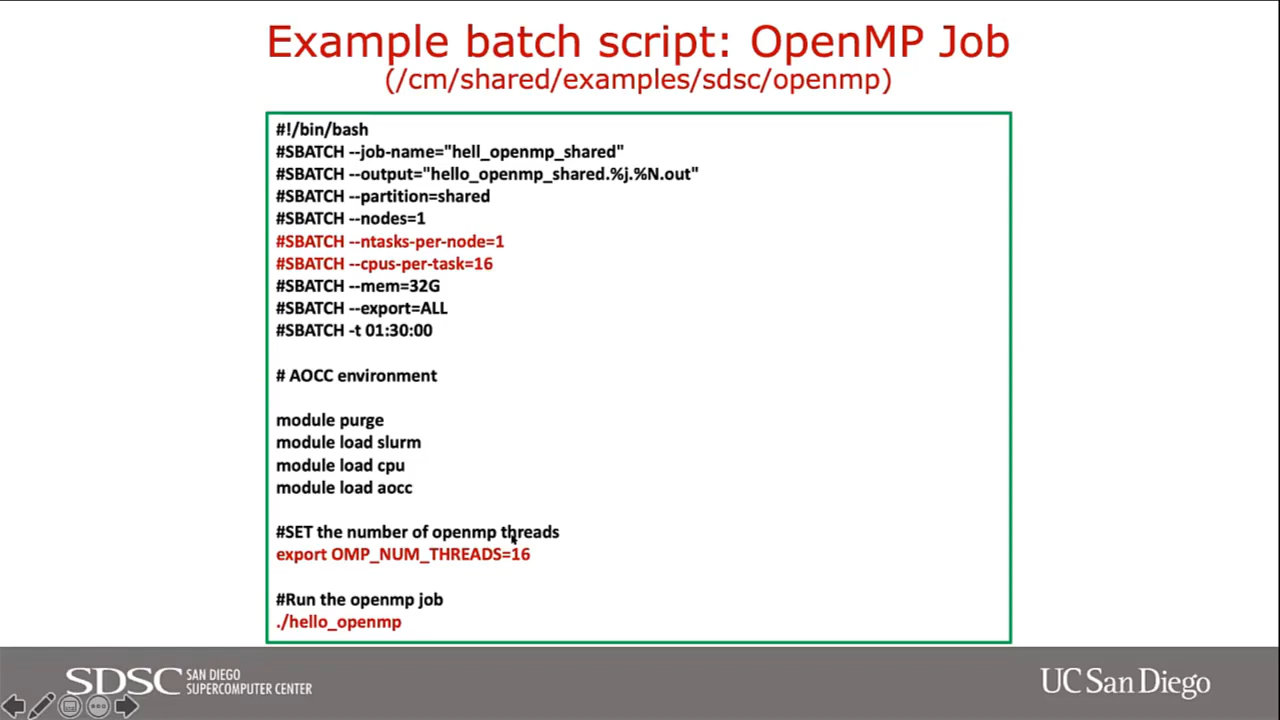 Example batch script: OpenMP Job
(/cm/shared/examples/sdsc/openmp)
#!/bin/bash
#SBATCH --job-name="hell_openmp_shared"
#SBATCH --output="hello_openmp_shared.%j.%N.out"
#SBATCH --partition=shared
#SBATCH --nodes=1
#SBATCH --ntasks-per-node=1
#SBATCH --cpus-per-task=16
#SBATCH --mem=32G
#SBATCH --export=ALL
#SBATCH -t 01:30:00
# AOCC environment
module purge
module load slurm
module load cpu
module load aocc
#SET the number of openmp threads
export OMP_NUM_THREADS=16
#Run the openmp job
./hello_openmp
SDSC SAN DIEGO
SUPERCOMPUTER CENTER
UC San Diego